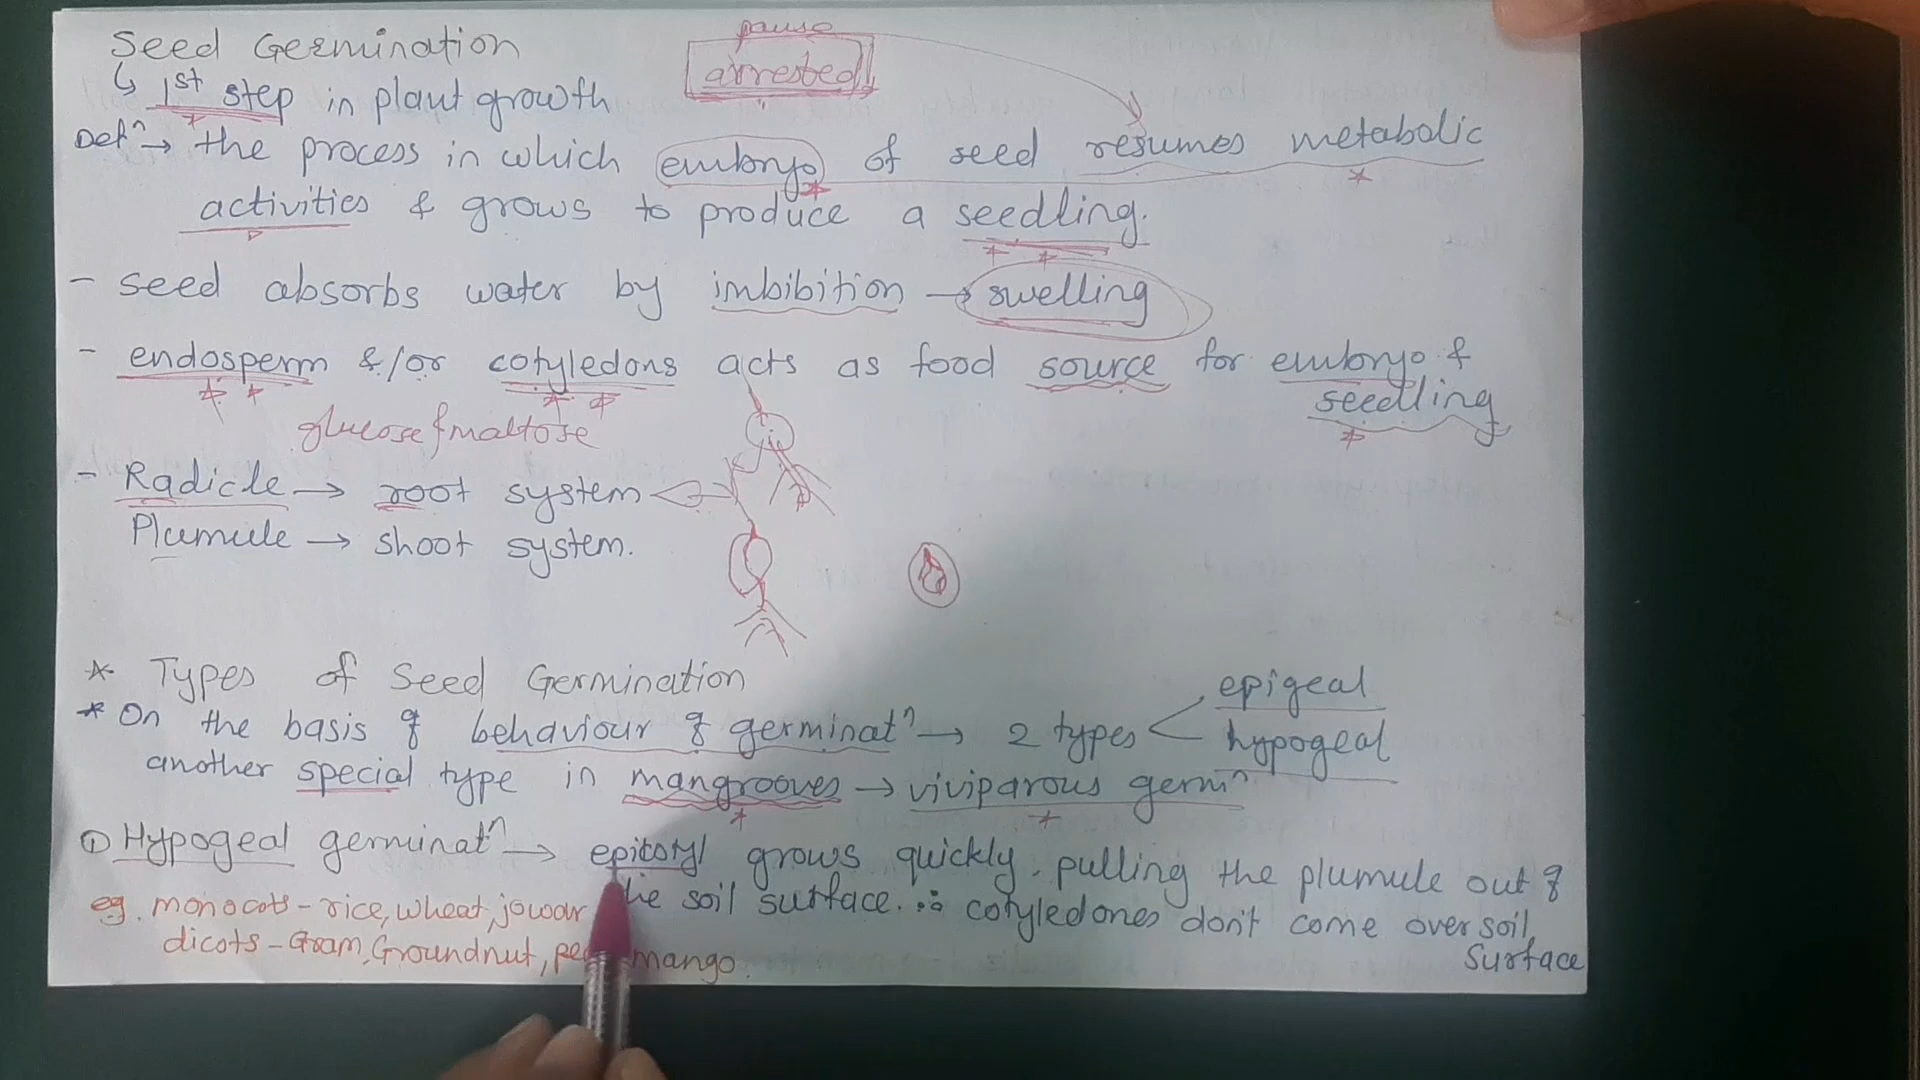 pause
Seed Germination
arrested
↳ 1st step in plant growth
Defⁿ → the process in which embryo of seed resumes metabolic
activities & grows to produce a seedling.
- seed absorbs water by imbibition → swelling
- endosperm &/or cotyledons acts as food source for embryo &
seedling
glucose & maltose
- Radicle → root system
Plumule → shoot system.
* Types of Seed Germination
* On the basis of behaviour of germinatⁿ → 2 types < epigeal
hypogeal
another special type in mangrooves → viviparous germⁿ
① Hypogeal germinatⁿ → epicotyl grows quickly. pulling the plumule out of
soil surface. ∴ cotyledones don't come over soil
surface
eg. monocots - rice, wheat, jowar
dicots - Gram, Groundnut, mango.